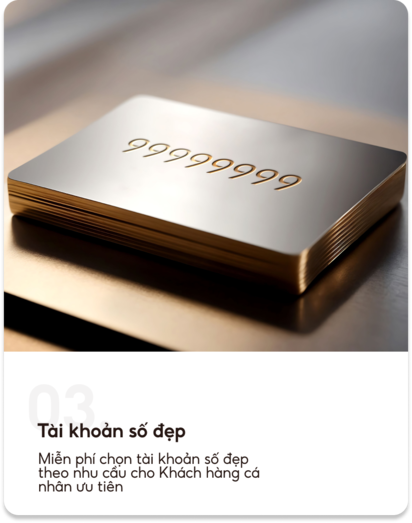 99999999
03
Tài khoản số đẹp
Miễn phí chọn tài khoản số đẹp
theo nhu cầu cho Khách hàng cá
nhân ưu tiên